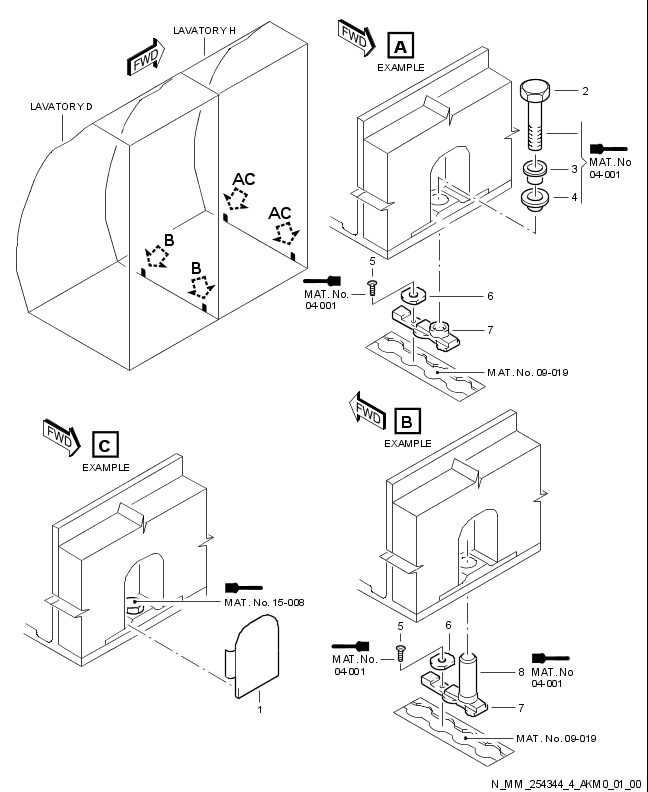 LAVATORY H
FWD
LAVATORY D
AC
AC
B
B
FWD
A
EXAMPLE
2
MAT. No
04-001
3
4
5
MAT. No.
04-001
6
7
MAT. No. 09-019
FWD
C
EXAMPLE
MAT. No. 15-008
1
FWD
B
EXAMPLE
5
6
MAT. No.
04-001
8 MAT. No
04-001
7
MAT. No. 09-019
N_MM_254344_4_AKM0_01_00